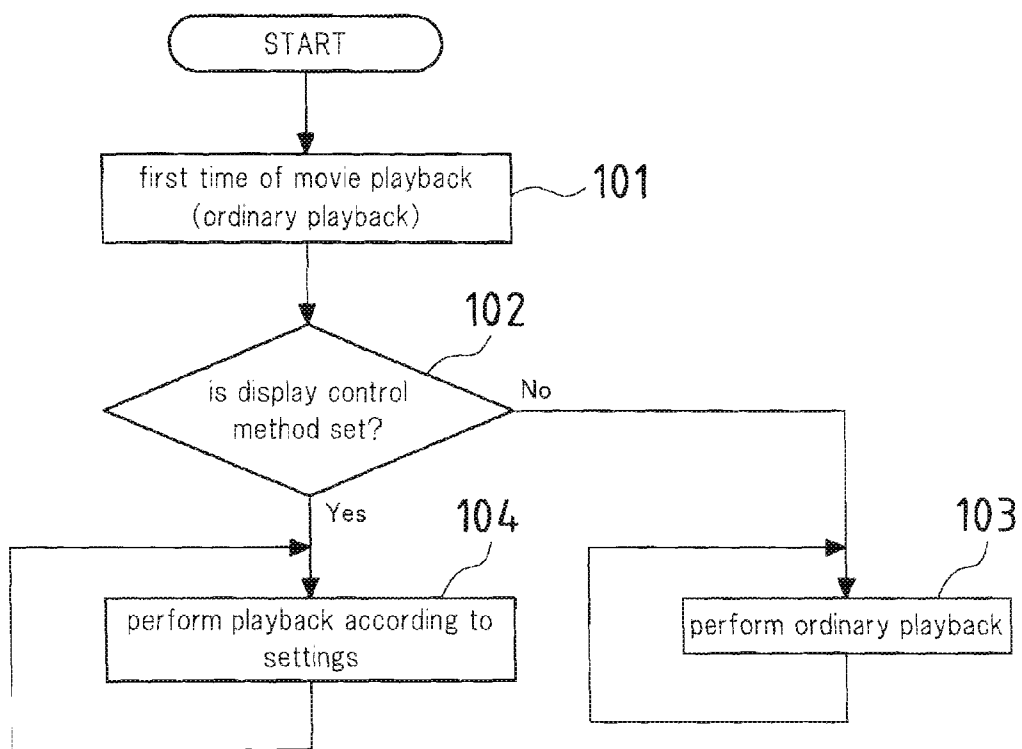 START
first time of movie playback
(ordinary playback)
101
102
is display control
method set?
No
Yes
104
103
perform playback according to
settings
perform ordinary playback